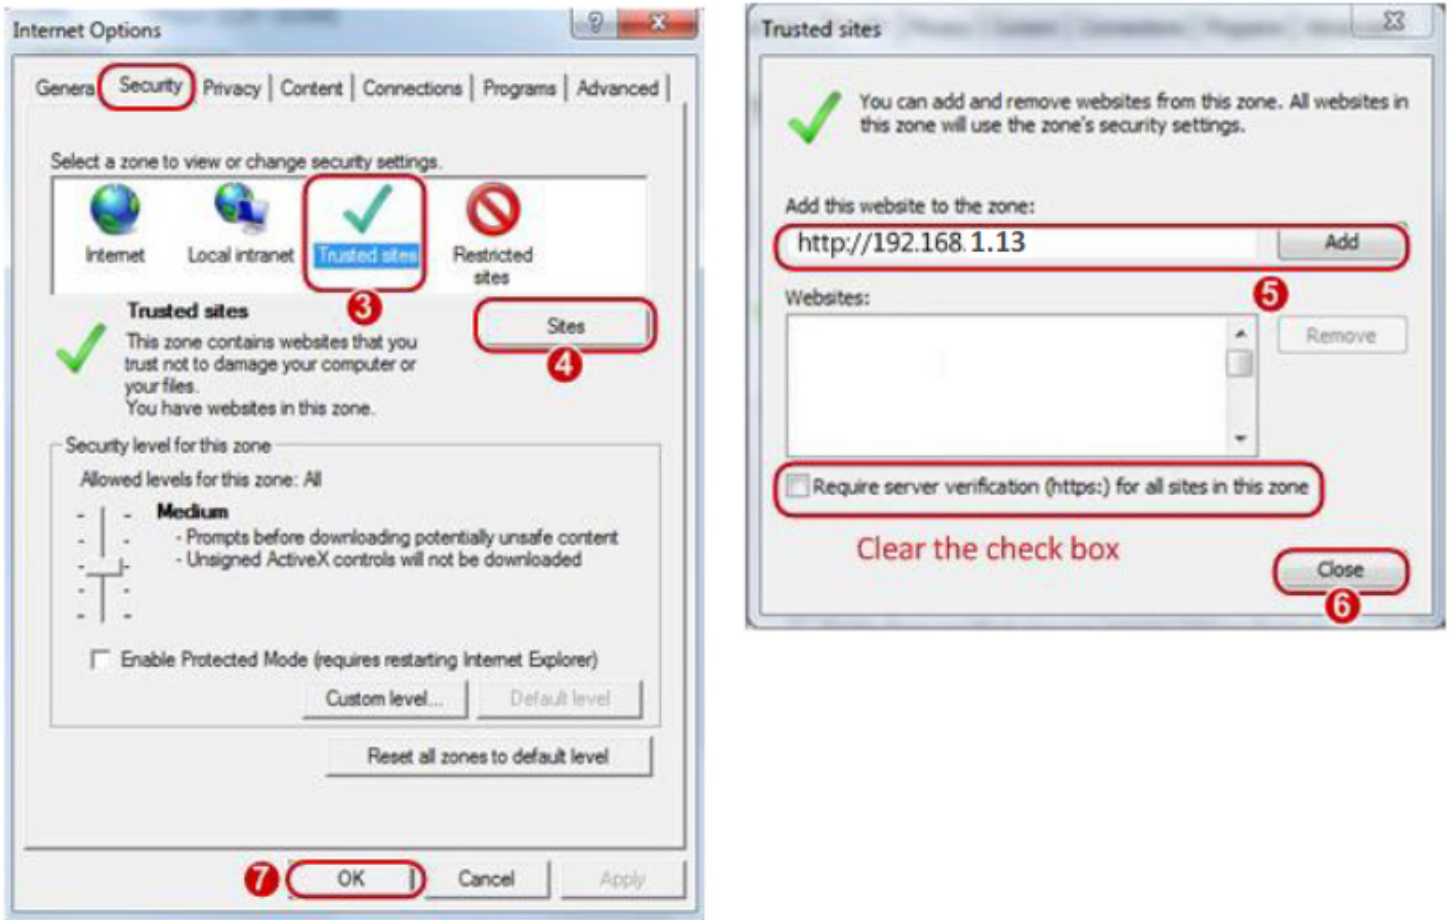 Internet Options
General Security Privacy Content Connections Programs Advanced
Select a zone to view or change security settings.
Internet
Local intranet
Trusted sites
Restricted
sites
3
Trusted sites
Sites
4
This zone contains websites that you
trust not to damage your computer or
your files.
You have websites in this zone.
Security level for this zone
Allowed levels for this zone: All
Medium
- Prompts before downloading potentially unsafe content
- Unsigned ActiveX controls will not be downloaded
Enable Protected Mode (requires restarting Internet Explorer)
Custom level...
Default level
Reset all zones to default level
7
OK
Cancel
Apply
Trusted sites
You can add and remove websites from this zone. All websites in
this zone will use the zone's security settings.
Add this website to the zone:
http://192.168.1.13
Add
5
Websites:
Remove
Require server verification (https:) for all sites in this zone
Clear the check box
Close
6